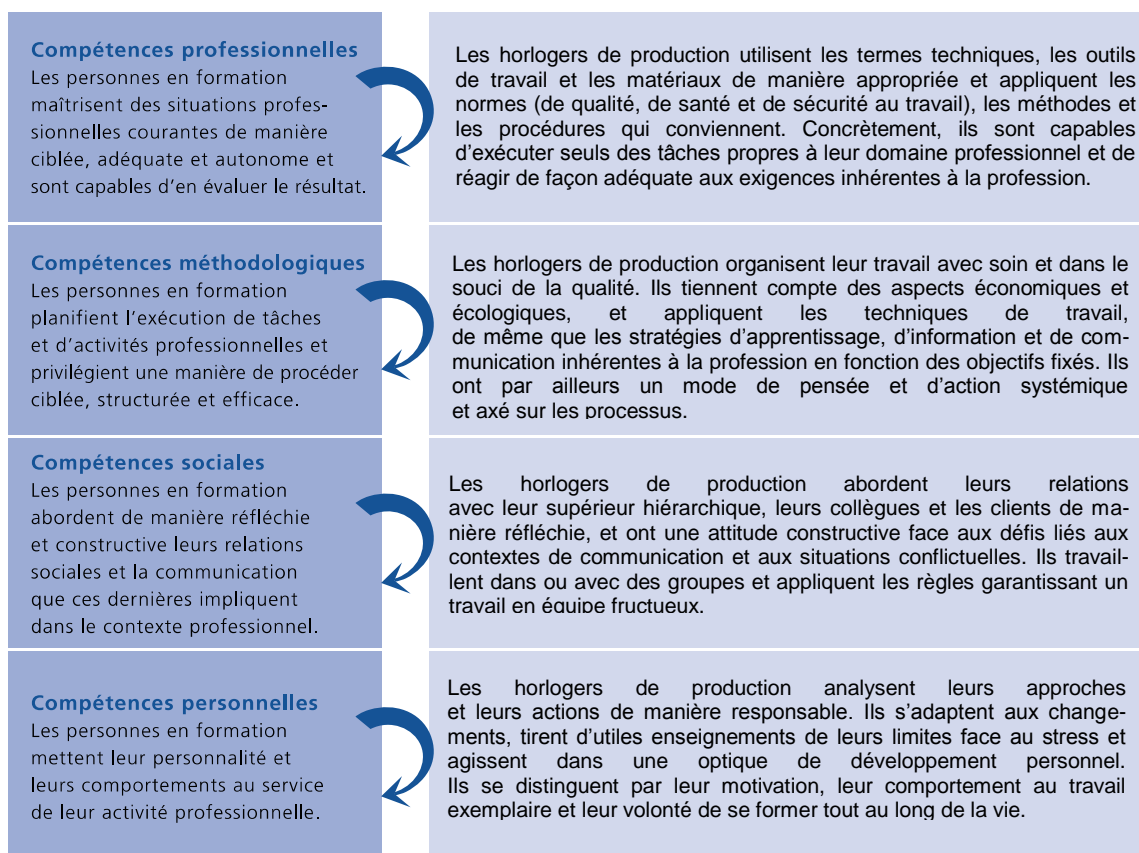 Compétences professionnelles
Les personnes en formation
maîtrisent des situations profes-
sionnelles courantes de manière
ciblée, adéquate et autonome et
sont capables d’en évaluer le résultat.
Les horlogers de production utilisent les termes techniques, les outils
de travail et les matériaux de manière appropriée et appliquent les
normes (de qualité, de santé et de sécurité au travail), les méthodes et
les procédures qui conviennent. Concrètement, ils sont capables
d’exécuter seuls des tâches propres à leur domaine professionnel et de
réagir de façon adéquate aux exigences inhérentes à la profession.
Compétences méthodologiques
Les personnes en formation
planifient l’exécution de tâches
et d’activités professionnelles et
privilégient une manière de procéder
ciblée, structurée et efficace.
Les horlogers de production organisent leur travail avec soin et dans le
souci de la qualité. Ils tiennent compte des aspects économiques et
écologiques, et appliquent les techniques de travail,
de même que les stratégies d’apprentissage, d’information et de com-
munication inhérentes à la profession en fonction des objectifs fixés. Ils
ont par ailleurs un mode de pensée et d’action systémique
et axé sur les processus.
Compétences sociales
Les personnes en formation
abordent de manière réfléchie
et constructive leurs relations
sociales et la communication
que ces dernières impliquent
dans le contexte professionnel.
Les horlogers de production abordent leurs relations
avec leur supérieur hiérarchique, leurs collègues et les clients de ma-
nière réfléchie, et ont une attitude constructive face aux défis liés aux
contextes de communication et aux situations conflictuelles. Ils travail-
lent dans ou avec des groupes et appliquent les règles garantissant un
travail en équipe fructueux.
Compétences personnelles
Les personnes en formation
mettent leur personnalité et
leurs comportements au service
de leur activité professionnelle.
Les horlogers de production analysent leurs approches
et leurs actions de manière responsable. Ils s’adaptent aux change-
ments, tirent d’utiles enseignements de leurs limites face au stress et
agissent dans une optique de développement personnel.
Ils se distinguent par leur motivation, leur comportement au travail
exemplaire et leur volonté de se former tout au long de la vie.